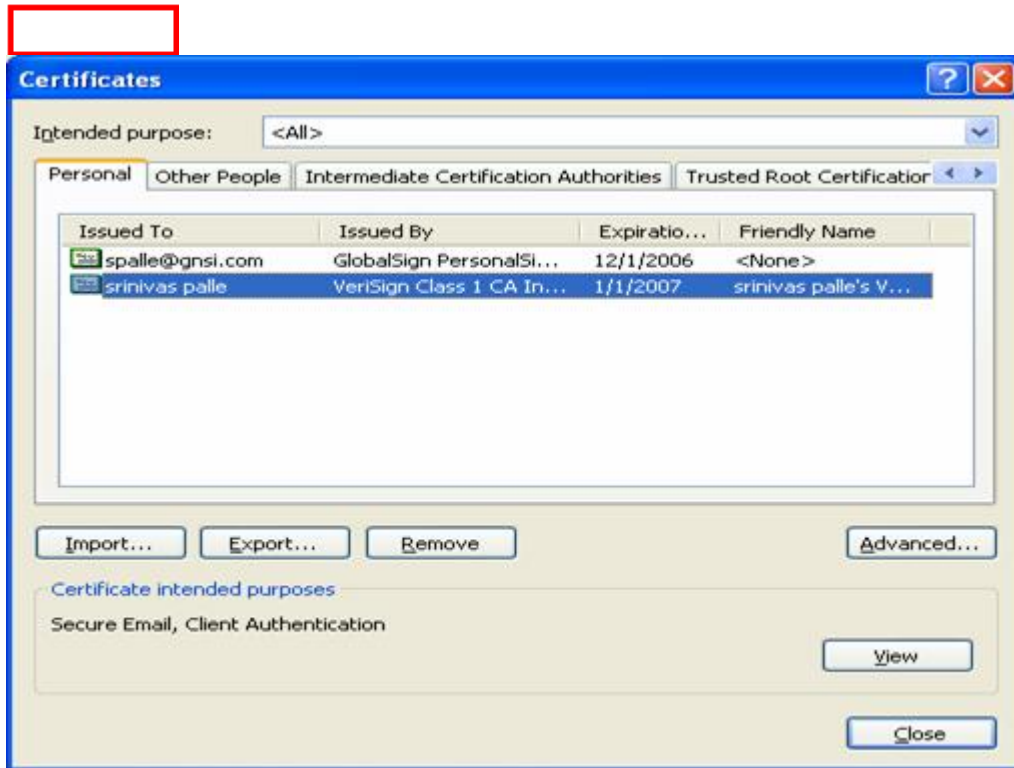 Certificates
Intended purpose: <All>
Personal Other People Intermediate Certification Authorities Trusted Root Certification
Issued To Issued By Expiratio... Friendly Name
spalle@gnsi.com GlobalSign PersonalSi... 12/1/2006 <None>
srinivas palle VeriSign Class 1 CA In... 1/1/2007 srinivas palle's V...
Import... Export... Remove Advanced...
Certificate intended purposes
Secure Email, Client Authentication
View
Close